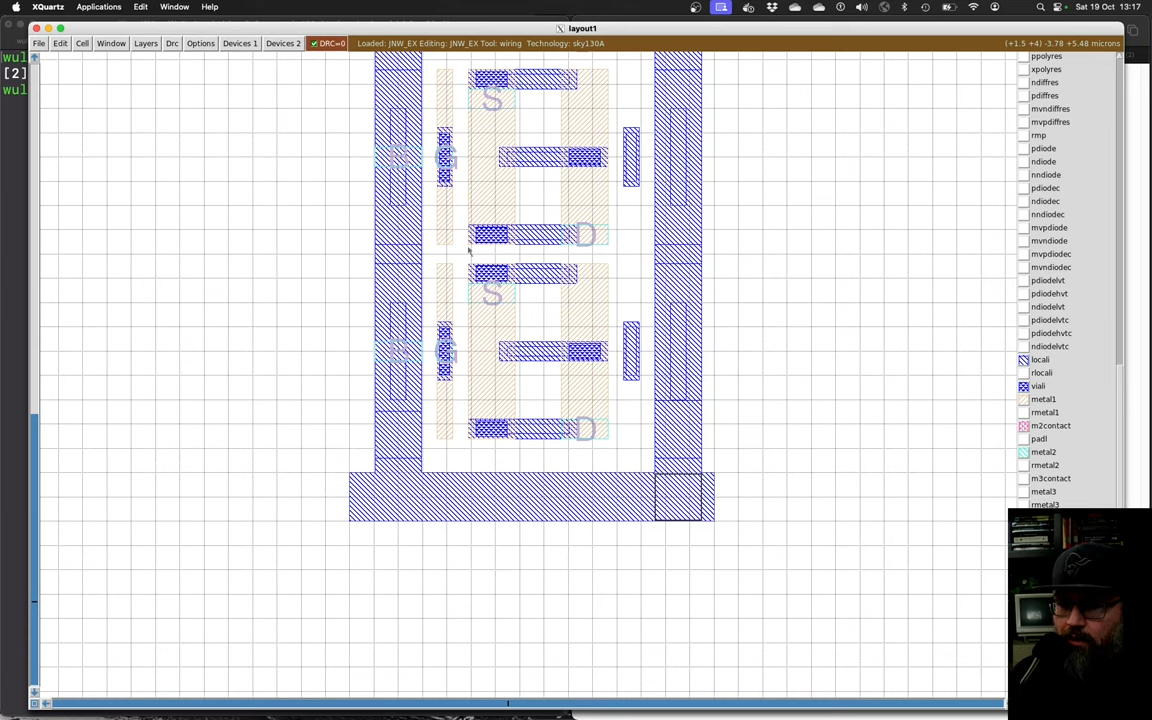 XQuartz Applications Edit Window Help
Sat 19 Oct 13:17
layout1
File Edit Cell Window Layers Drc Options Devices 1 Devices 2 DRC=0 Loaded: JNW_EX Editing: JNW_EX Tool: wiring Technology: sky130A (+1.5 +4) -3.78 +5.48 microns
wul
[2]
wul
S
G
D
S
G
D
ppolyres
xpolyres
ndiffres
pdiffres
mvndiffres
mvpdiffres
rmp
pdiode
ndiode
nndiode
pdiodec
ndiodec
nndiodec
mvpdiode
mvndiode
mvpdiodec
mvndiodec
pdiodelvt
pdiodehvt
ndiodelvt
pdiodelvtc
pdiodehvtc
ndiodelvtc
locali
rlocali
viali
metal1
rmetal1
m2contact
padl
metal2
rmetal2
m3contact
metal3
rmetal3